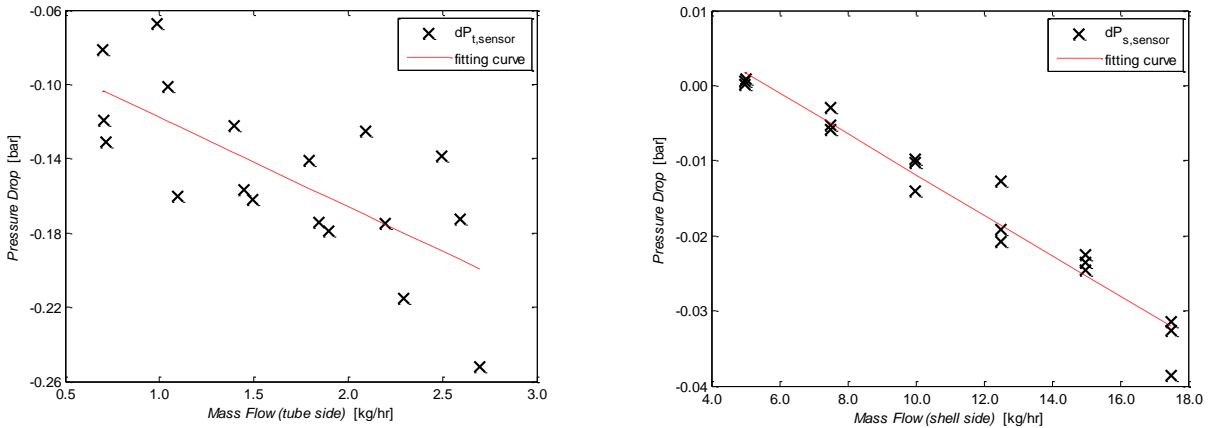 -0.06
-0.10
-0.14
-0.18
-0.22
-0.26
Pressure Drop [bar]
0.5 1.0 1.5 2.0 2.5 3.0
Mass Flow (tube side) [kg/hr]
dPt,sensor
fitting curve
0.01
0.00
-0.01
-0.02
-0.03
-0.04
Pressure Drop [bar]
4.0 6.0 8.0 10.0 12.0 14.0 16.0 18.0
Mass Flow (shell side) [kg/hr]
dPs,sensor
fitting curve